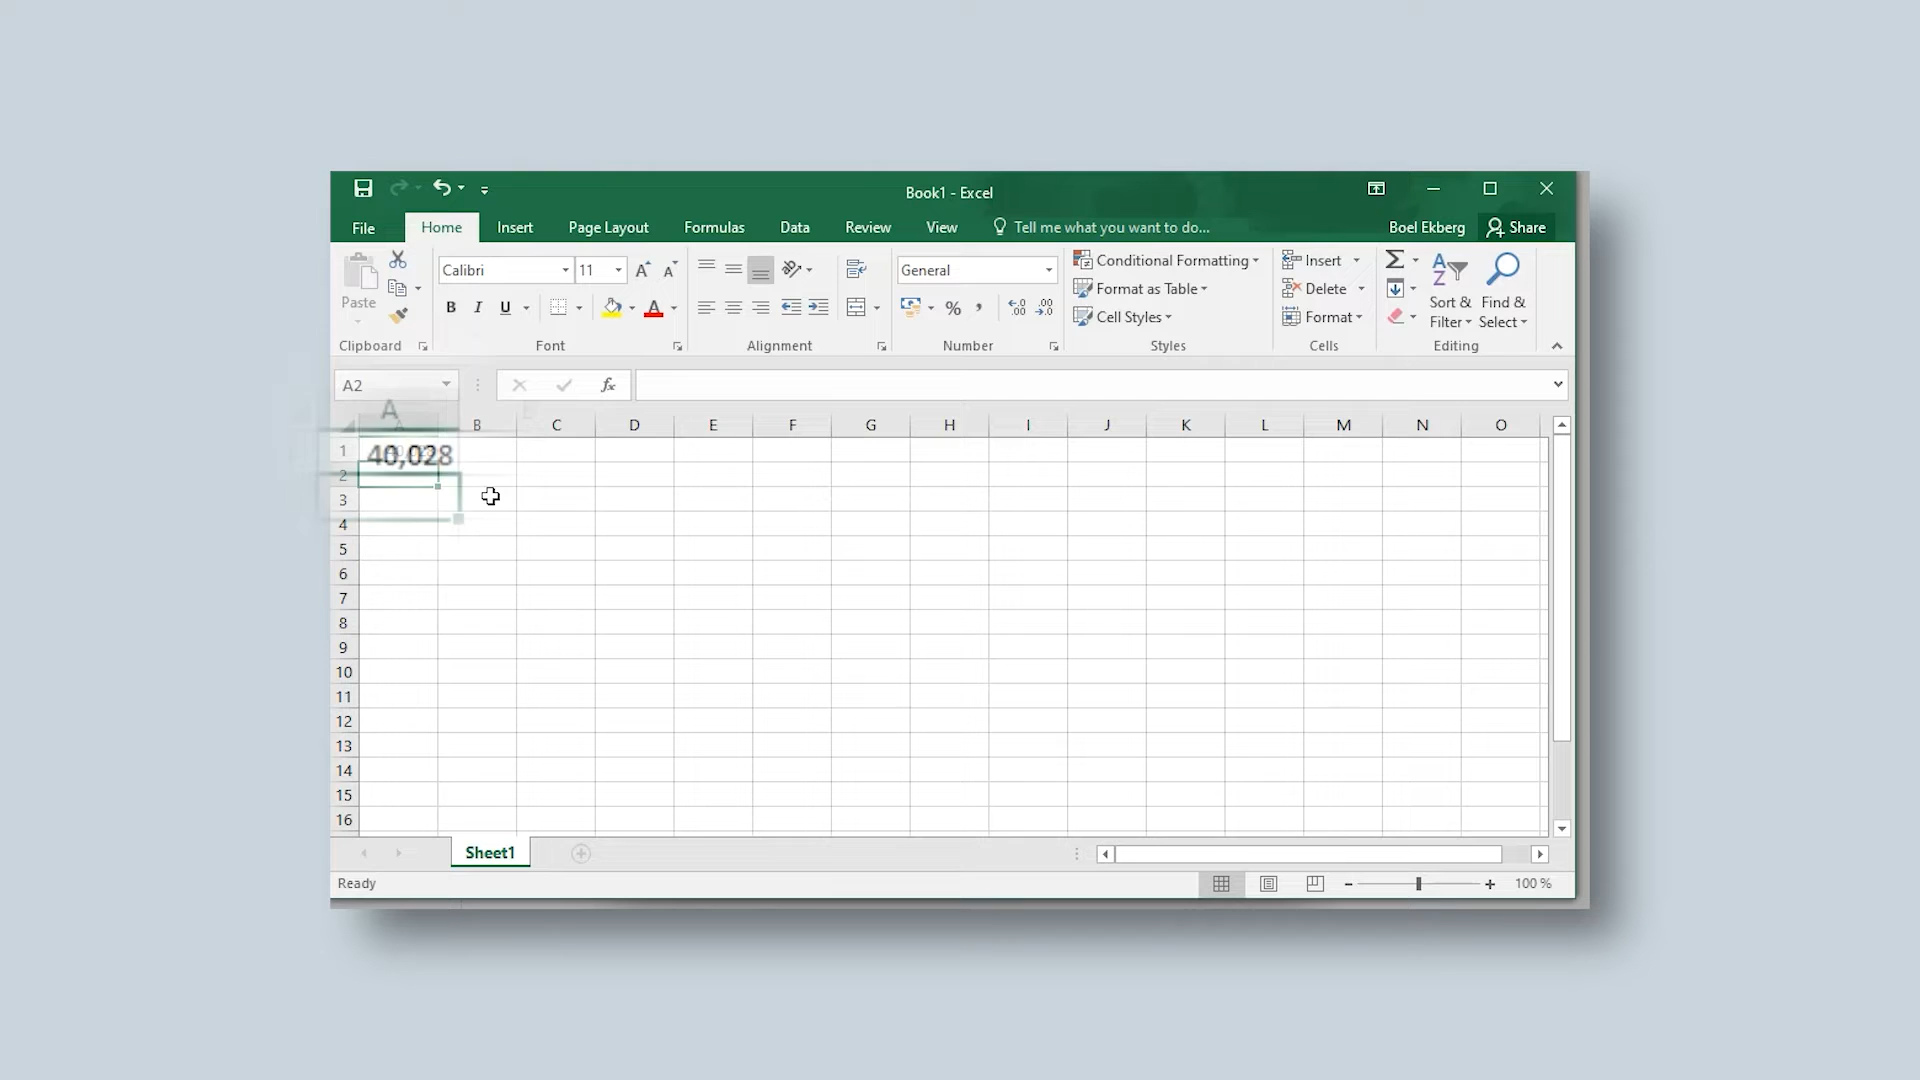 Book1 - Excel
File Home Insert Page Layout Formulas Data Review View Tell me what you want to do... Boel Ekberg Share
Calibri 11 A A General Conditional Formatting Insert
Paste Format as Table Delete Sort & Find &
B I U A % , .00 .00 Cell Styles Format Filter Select
Clipboard Font Alignment Number Styles Cells Editing
A2 fx
A
A B C D E F G H I J K L M N O
1 40,028
2
3
4
5
6
7
8
9
10
11
12
13
14
15
16
Sheet1
Ready 100 %